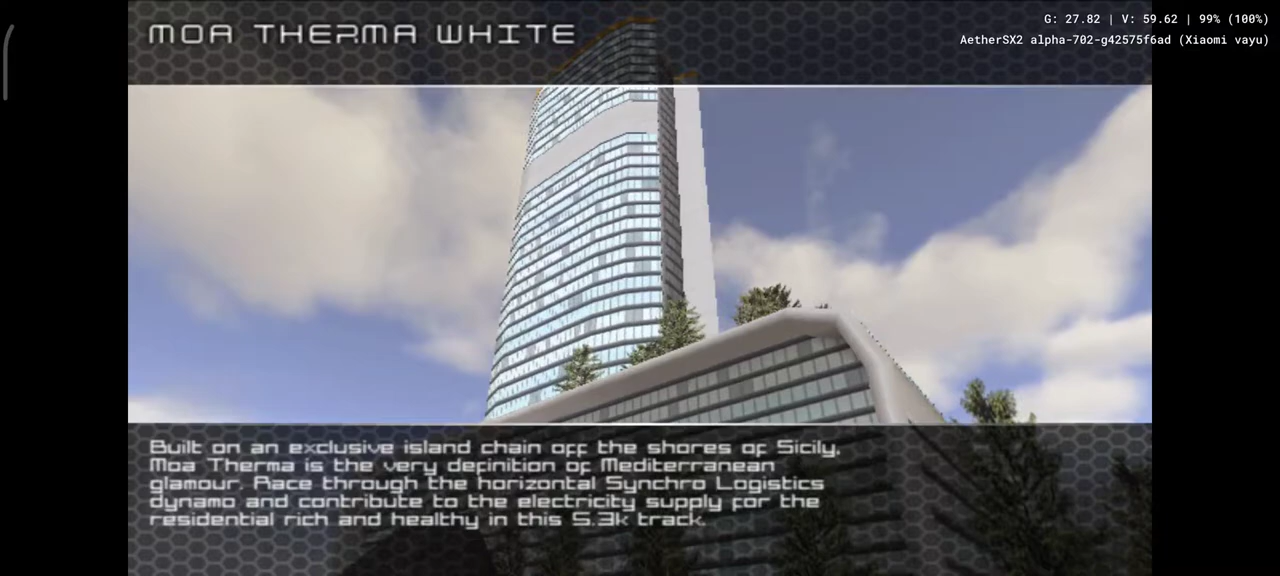 MOA THERMA WHITE
G: 27.82 | V: 59.62 | 99% (100%)
AetherSX2 alpha-702-g42575f6ad (Xiaomi vayu)
Built on an exclusive island chain off the shores of Sicily,
Moa Therma is the very definition of Mediterranean
glamour. Race through the horizontal Synchro Logistics
dynamo and contribute to the electricity supply for the
residential rich and healthy in this 5.3k track.